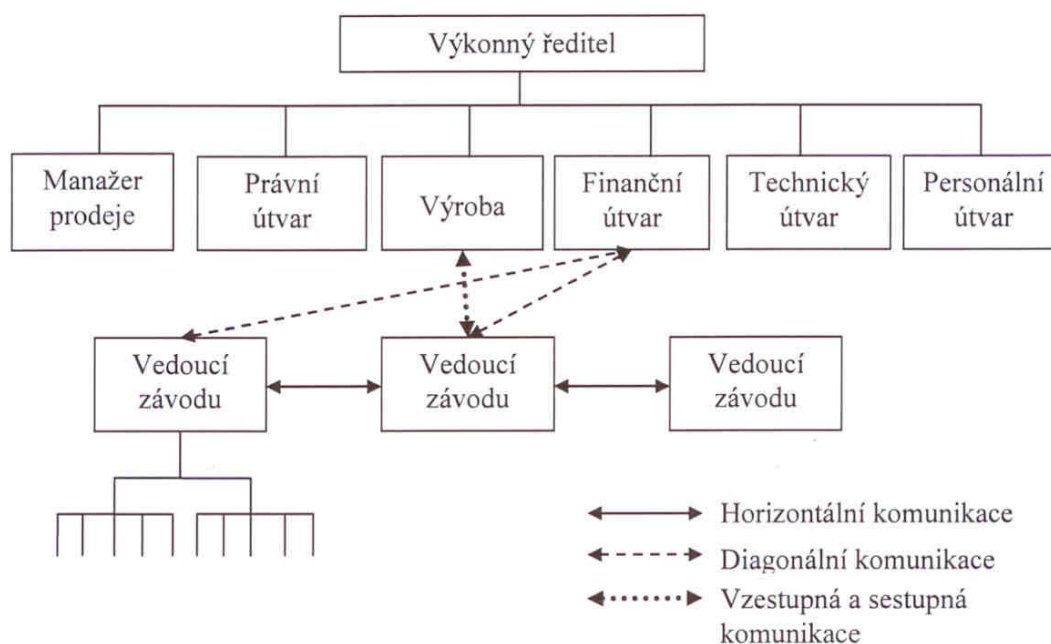 Výkonný ředitel
Manažer
prodeje
Právní
útvar
Výroba
Finanční
útvar
Technický
útvar
Personální
útvar
Vedoucí
závodu
Vedoucí
závodu
Vedoucí
závodu
Horizontální komunikace
Diagonální komunikace
Vzestupná a sestupná
komunikace